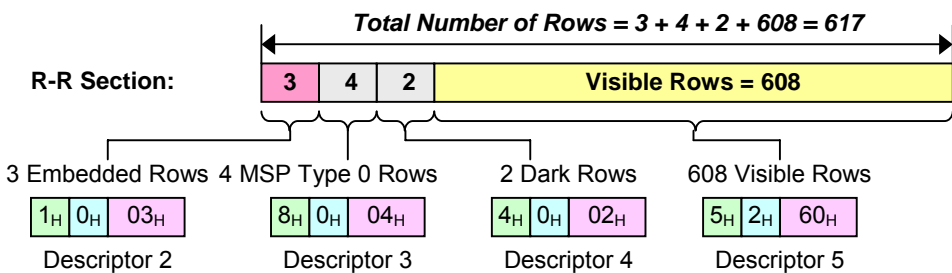 Total Number of Rows = 3 + 4 + 2 + 608 = 617
R-R Section: 3 4 2 Visible Rows = 608
3 Embedded Rows 4 MSP Type 0 Rows 2 Dark Rows 608 Visible Rows
1H 0H 03H 8H 0H 04H 4H 0H 02H 5H 2H 60H
Descriptor 2 Descriptor 3 Descriptor 4 Descriptor 5